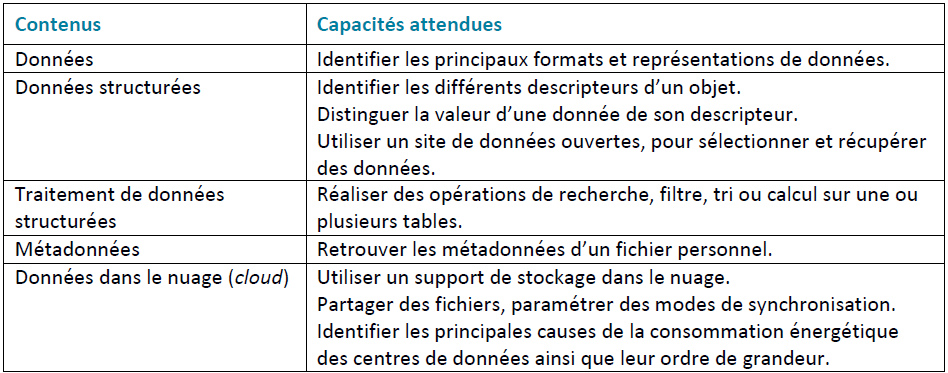 Contenus Capacités attendues
Données Identifier les principaux formats et représentations de données.
Données structurées Identifier les différents descripteurs d'un objet.
Distinguer la valeur d'une donnée de son descripteur.
Utiliser un site de données ouvertes, pour sélectionner et récupérer
des données.
Traitement de données Réaliser des opérations de recherche, filtre, tri ou calcul sur une ou
structurées plusieurs tables.
Métadonnées Retrouver les métadonnées d'un fichier personnel.
Données dans le nuage (cloud) Utiliser un support de stockage dans le nuage.
Partager des fichiers, paramétrer des modes de synchronisation.
Identifier les principales causes de la consommation énergétique
des centres de données ainsi que leur ordre de grandeur.